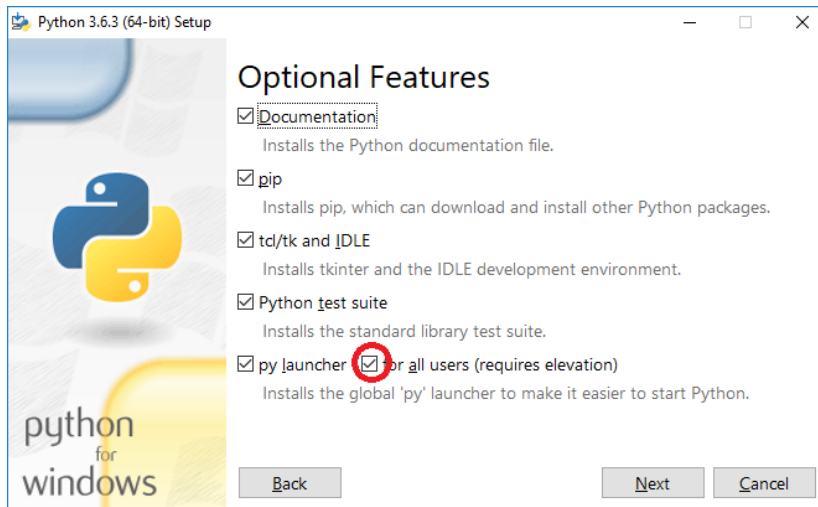 Python 3.6.3 (64-bit) Setup
Optional Features
Documentation
Installs the Python documentation file.
pip
Installs pip, which can download and install other Python packages.
tcl/tk and IDLE
Installs tkinter and the IDLE development environment.
Python test suite
Installs the standard library test suite.
py launcher for all users (requires elevation)
Installs the global 'py' launcher to make it easier to start Python.
python
for
windows
Back Next Cancel